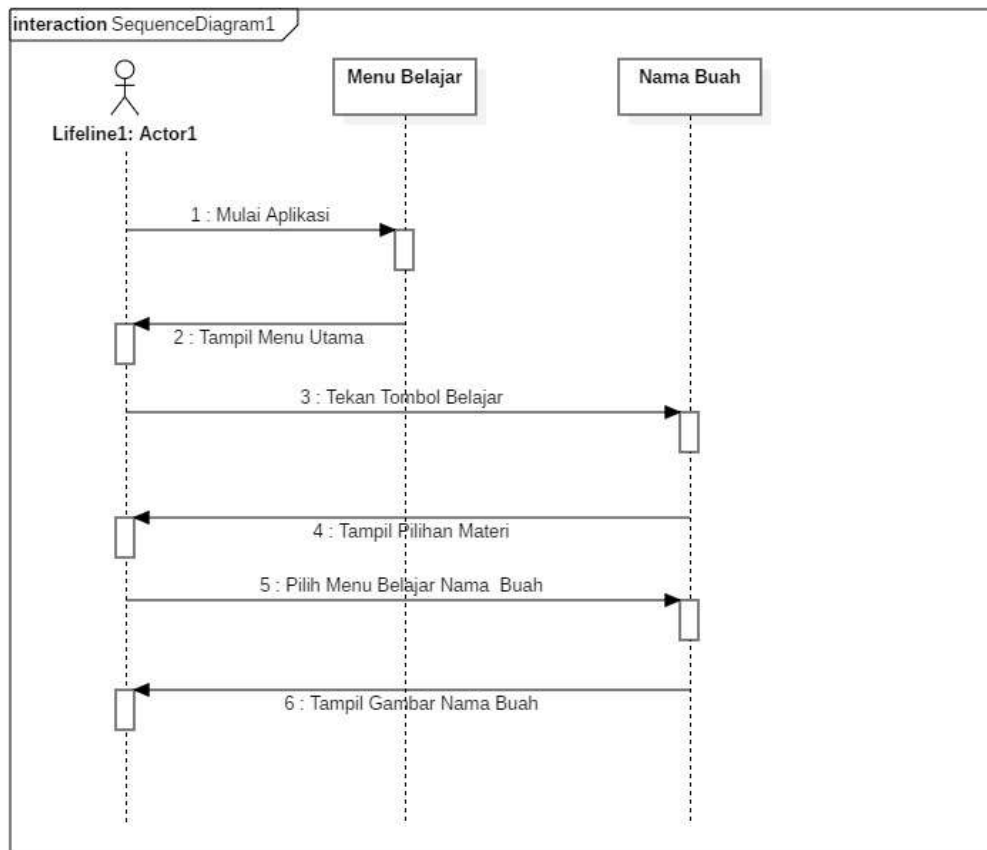 interaction SequenceDiagram1
Menu Belajar
Nama Buah
Lifeline1: Actor1
1 : Mulai Aplikasi
2 : Tampil Menu Utama
3 : Tekan Tombol Belajar
4 : Tampil Pilihan Materi
5 : Pilih Menu Belajar Nama  Buah
6 : Tampil Gambar Nama Buah